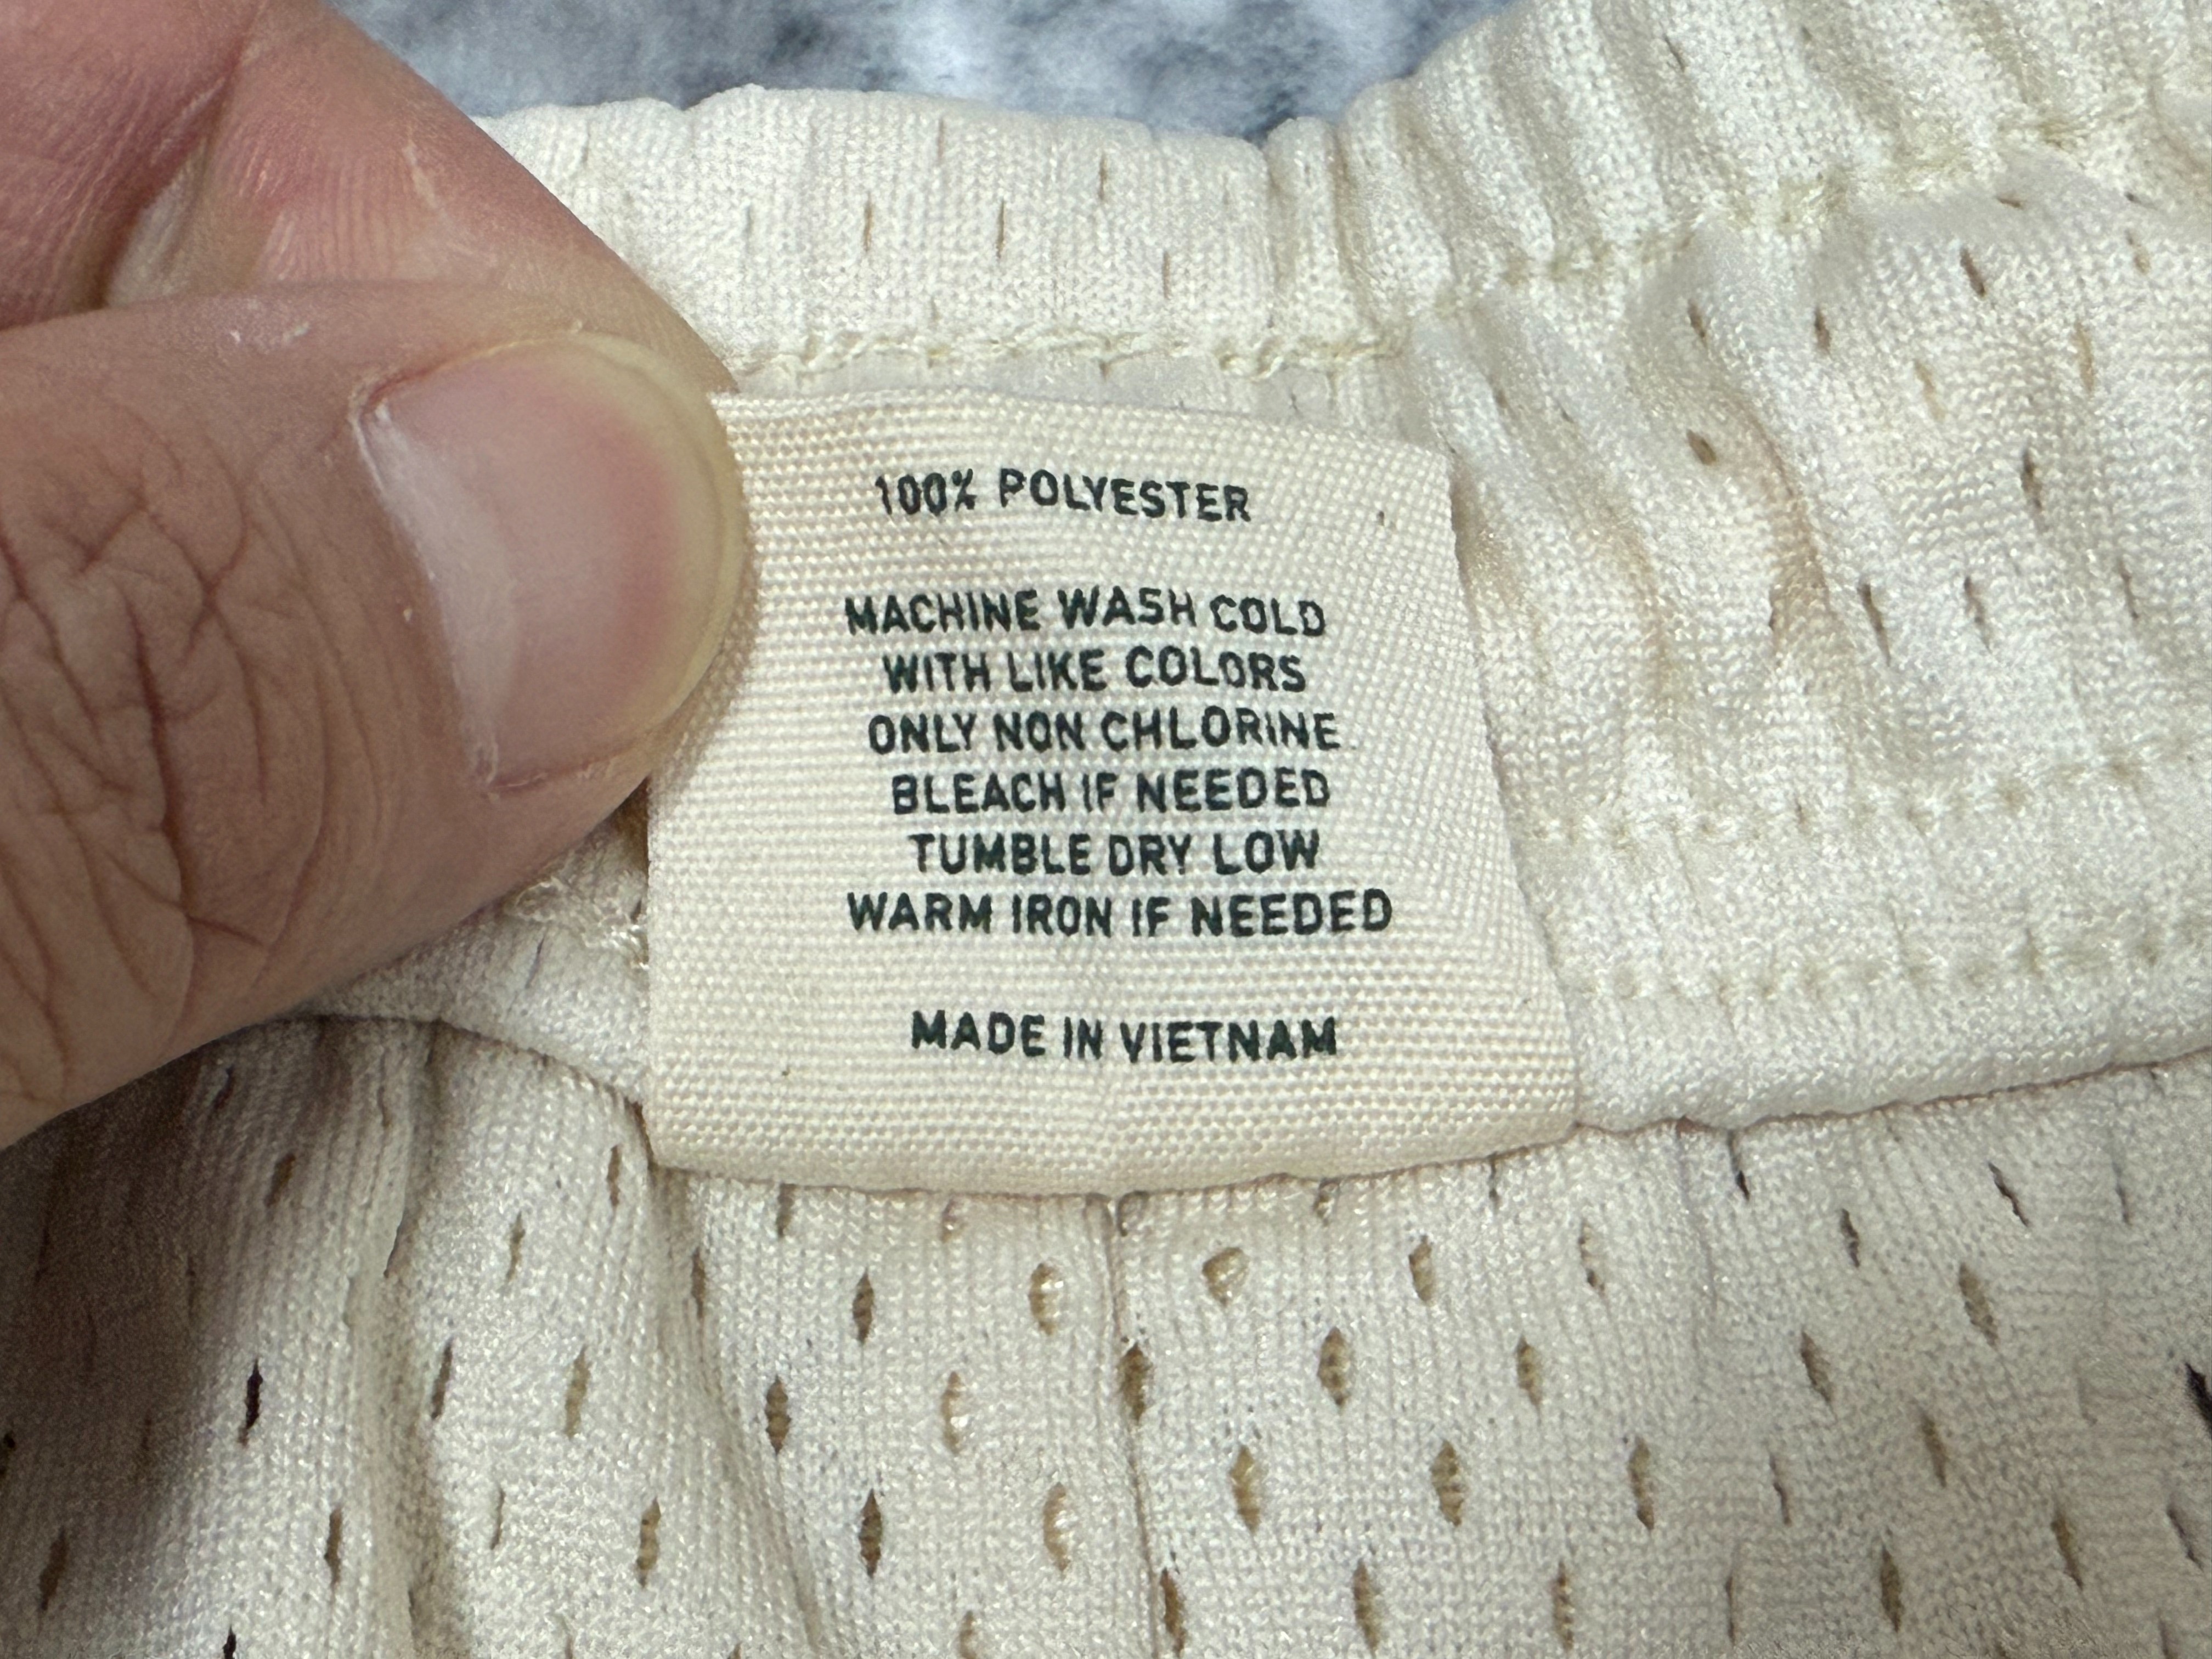 100% POLYESTER
MACHINE WASH COLD
WITH LIKE COLORS
ONLY NON CHLORINE
BLEACH IF NEEDED
TUMBLE DRY LOW
WARM IRON IF NEEDED
MADE IN VIETNAM